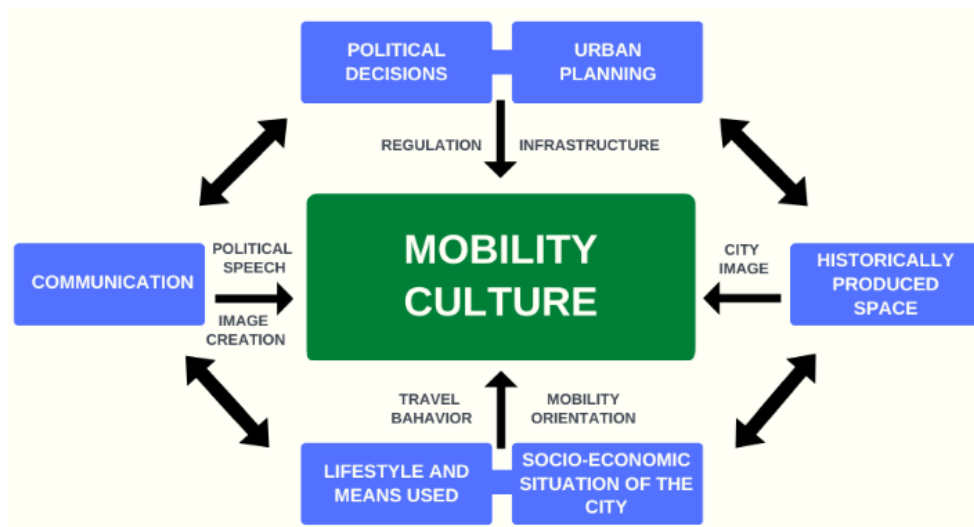 POLITICAL
DECISIONS
URBAN
PLANNING
REGULATION
INFRASTRUCTURE
COMMUNICATION
POLITICAL
SPEECH
IMAGE
CREATION
MOBILITY
CULTURE
CITY
IMAGE
HISTORICALLY
PRODUCED
SPACE
TRAVEL
BAHAVIOR
MOBILITY
ORIENTATION
LIFESTYLE AND
MEANS USED
SOCIO-ECONOMIC
SITUATION OF THE
CITY